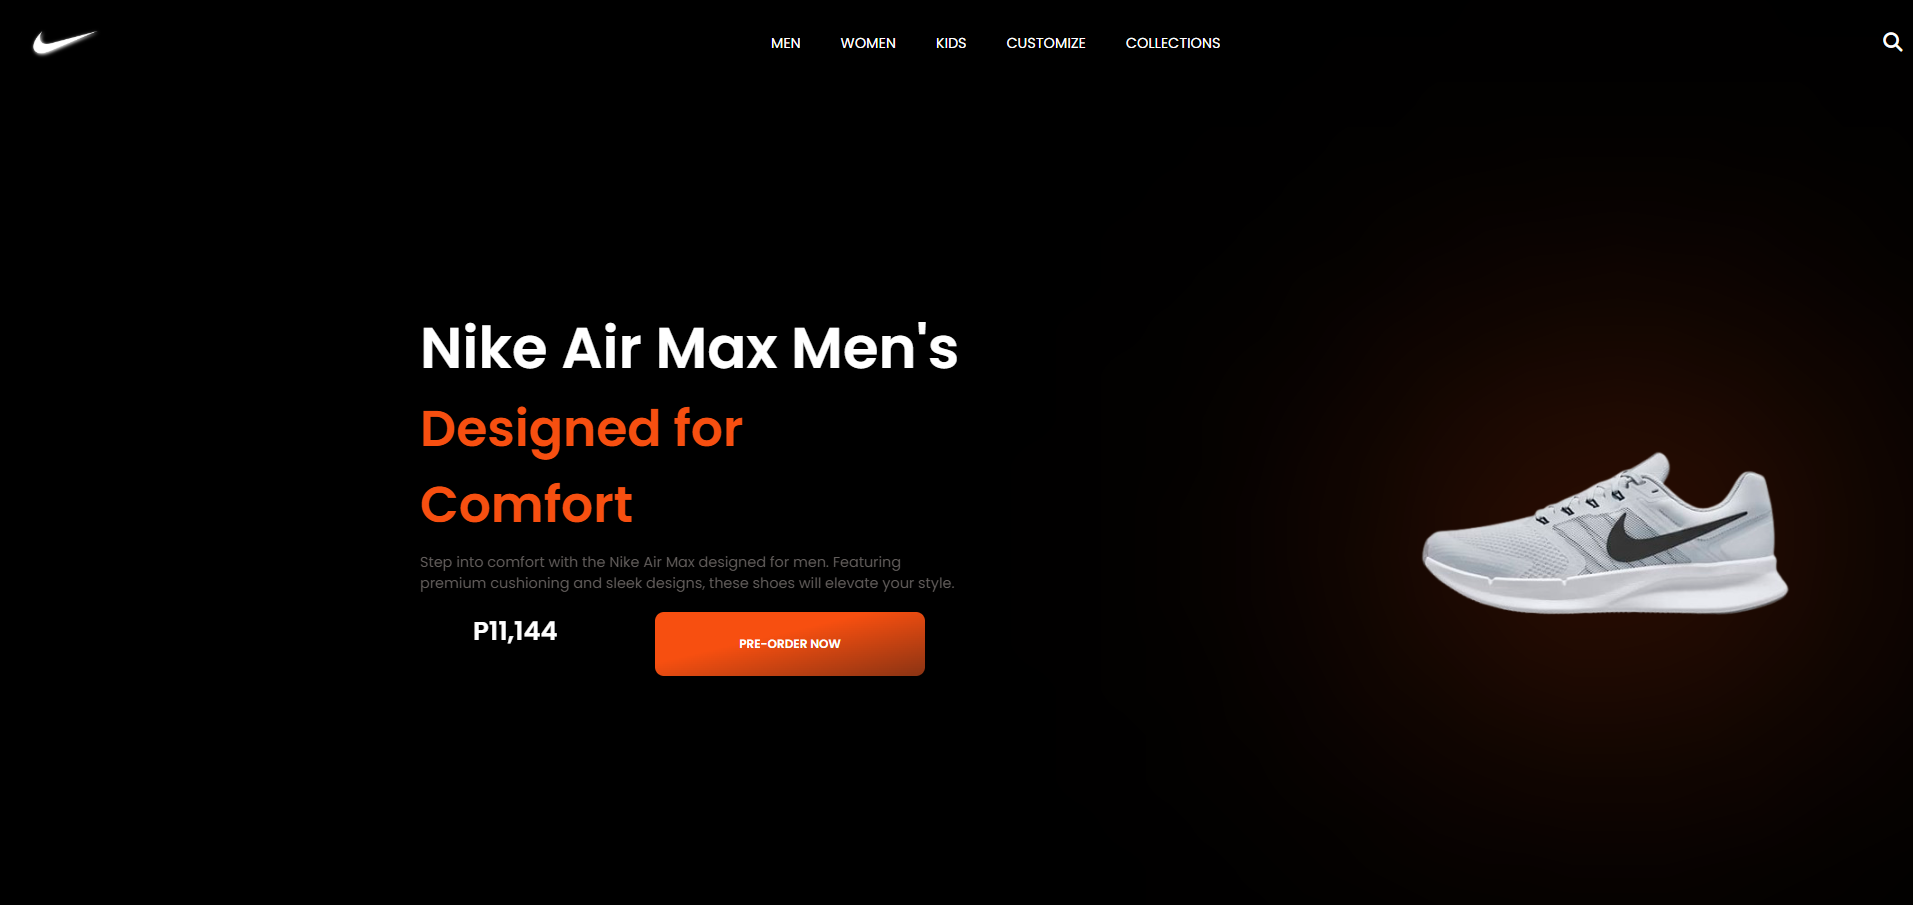 MEN WOMEN KIDS CUSTOMIZE COLLECTIONS
Nike Air Max Men's
Designed for
Comfort
Step into comfort with the Nike Air Max designed for men. Featuring
premium cushioning and sleek designs, these shoes will elevate your style.
P11,144
PRE-ORDER NOW